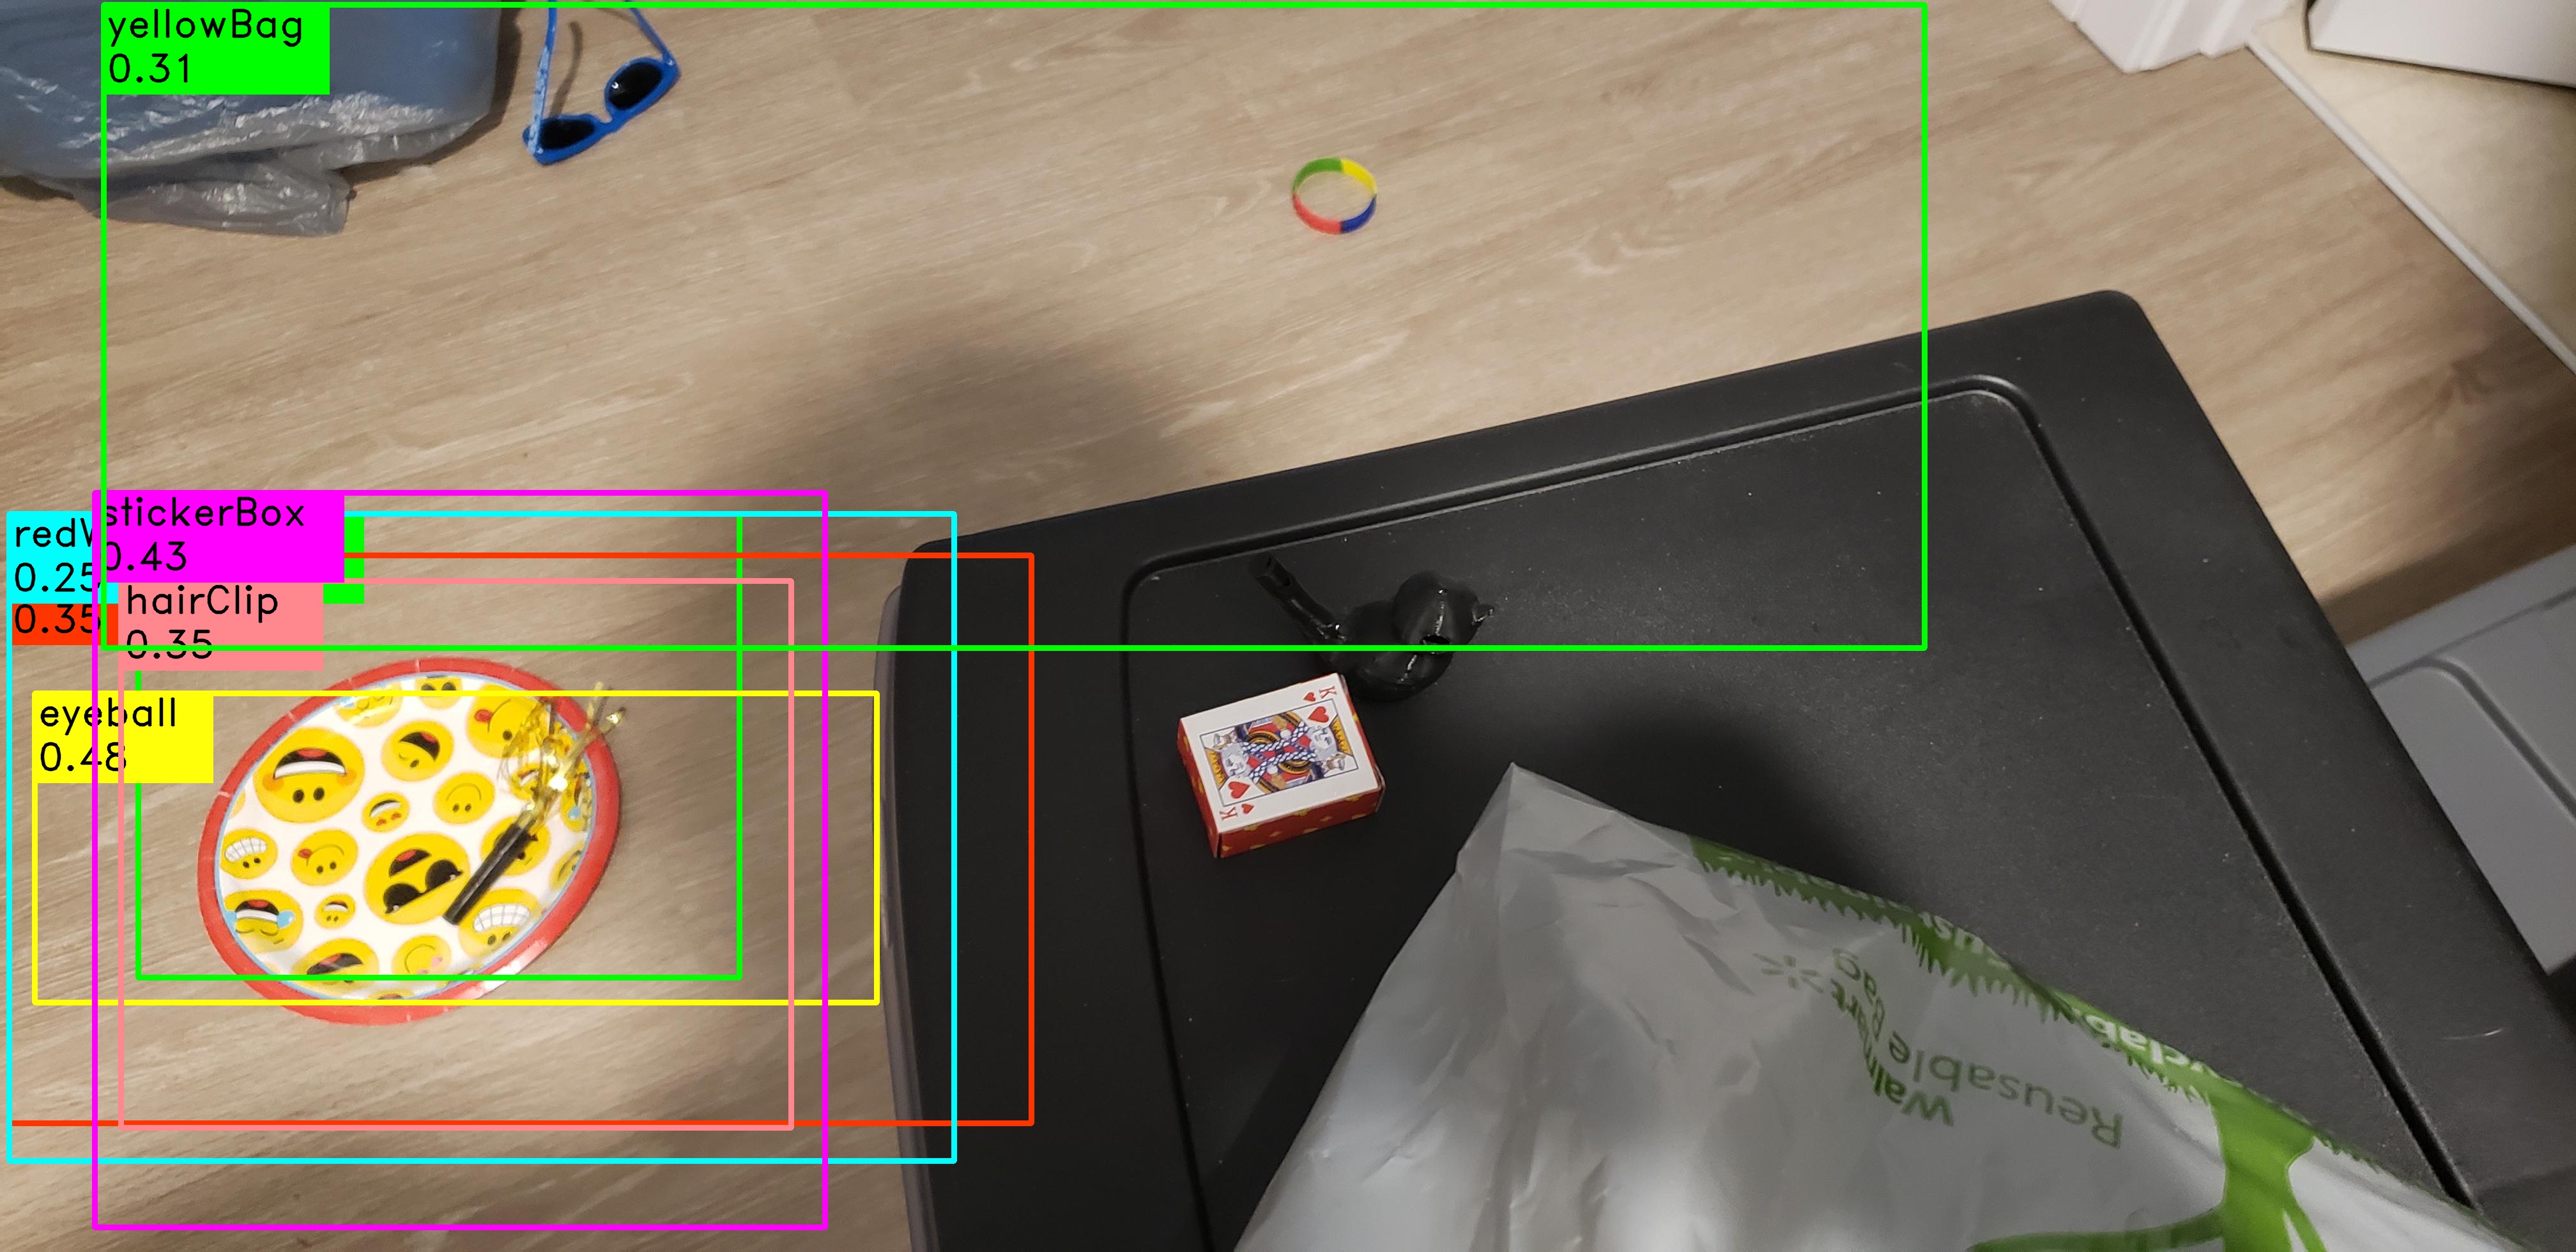 yellowBag
0.31
stickerBox
0.43
redW
0.25
0.35
hairClip
0.35
eyeball
0.48
K
K
Walmart
Reusable Bag
Reusable